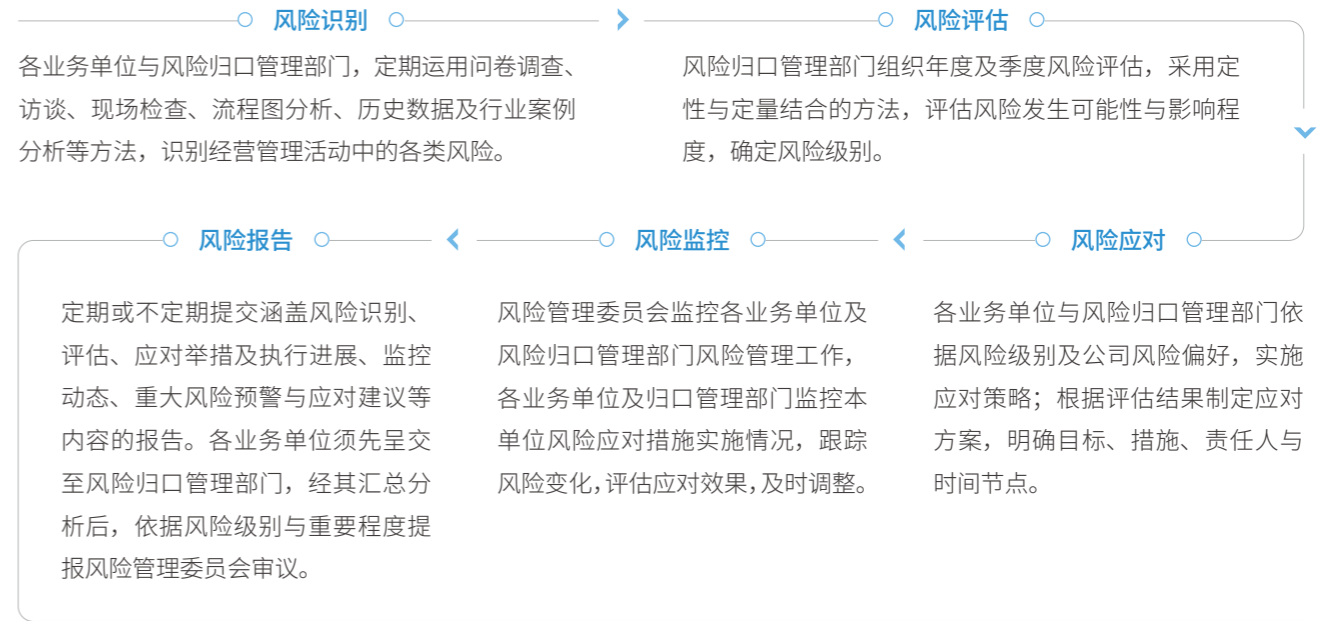 风险识别
各业务单位与风险归口管理部门，定期运用问卷调查、
访谈、现场检查、流程图分析、历史数据及行业案例
分析等方法，识别经营管理活动中的各类风险。
风险评估
风险归口管理部门组织年度及季度风险评估，采用定
性与定量结合的方法，评估风险发生可能性与影响程
度，确定风险级别。
风险应对
各业务单位与风险归口管理部门依
据风险级别及公司风险偏好，实施
应对策略；根据评估结果制定应对
方案，明确目标、措施、责任人与
时间节点。
风险监控
风险管理委员会监控各业务单位及
风险归口管理部门风险管理工作，
各业务单位及归口管理部门监控本
单位风险应对措施实施情况，跟踪
风险变化，评估应对效果，及时调整。
风险报告
定期或不定期提交涵盖风险识别、
评估、应对举措及执行进展、监控
动态、重大风险预警与应对建议等
内容的报告。各业务单位须先呈交
至风险归口管理部门，经其汇总分
析后，依据风险级别与重要程度提
报风险管理委员会审议。